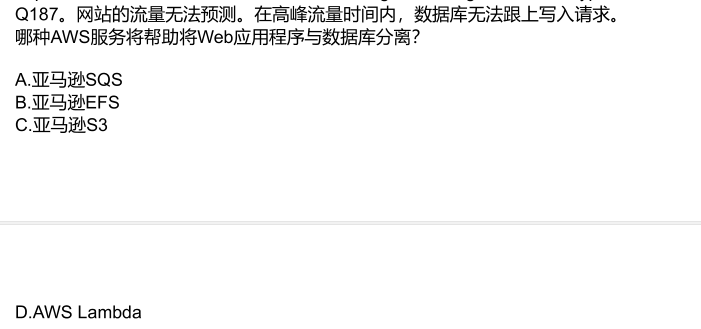 Q187。网站的流量无法预测。在高峰流量时间内，数据库无法跟上写入请求。
哪种AWS服务将帮助将Web应用程序与数据库分离？
A.亚马逊SQS
B.亚马逊EFS
C.亚马逊S3
D.AWS Lambda